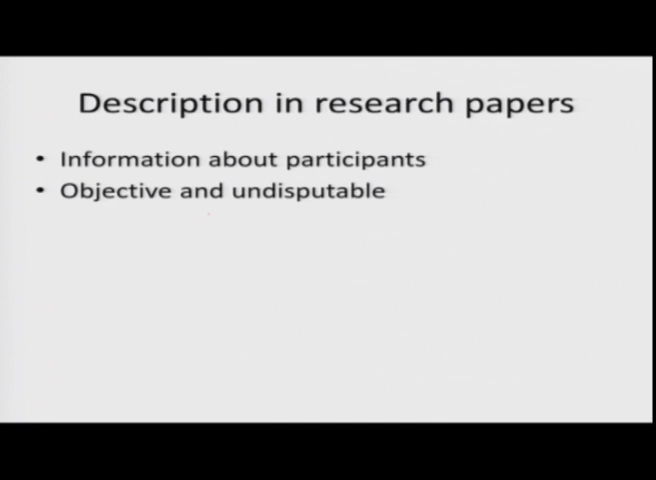 Description in research papers
• Information about participants
• Objective and undisputable